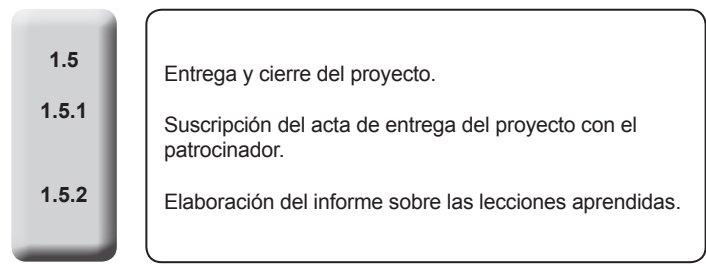 1.5
Entrega y cierre del proyecto.
1.5.1
Suscripción del acta de entrega del proyecto con el
patrocinador.
1.5.2
Elaboración del informe sobre las lecciones aprendidas.